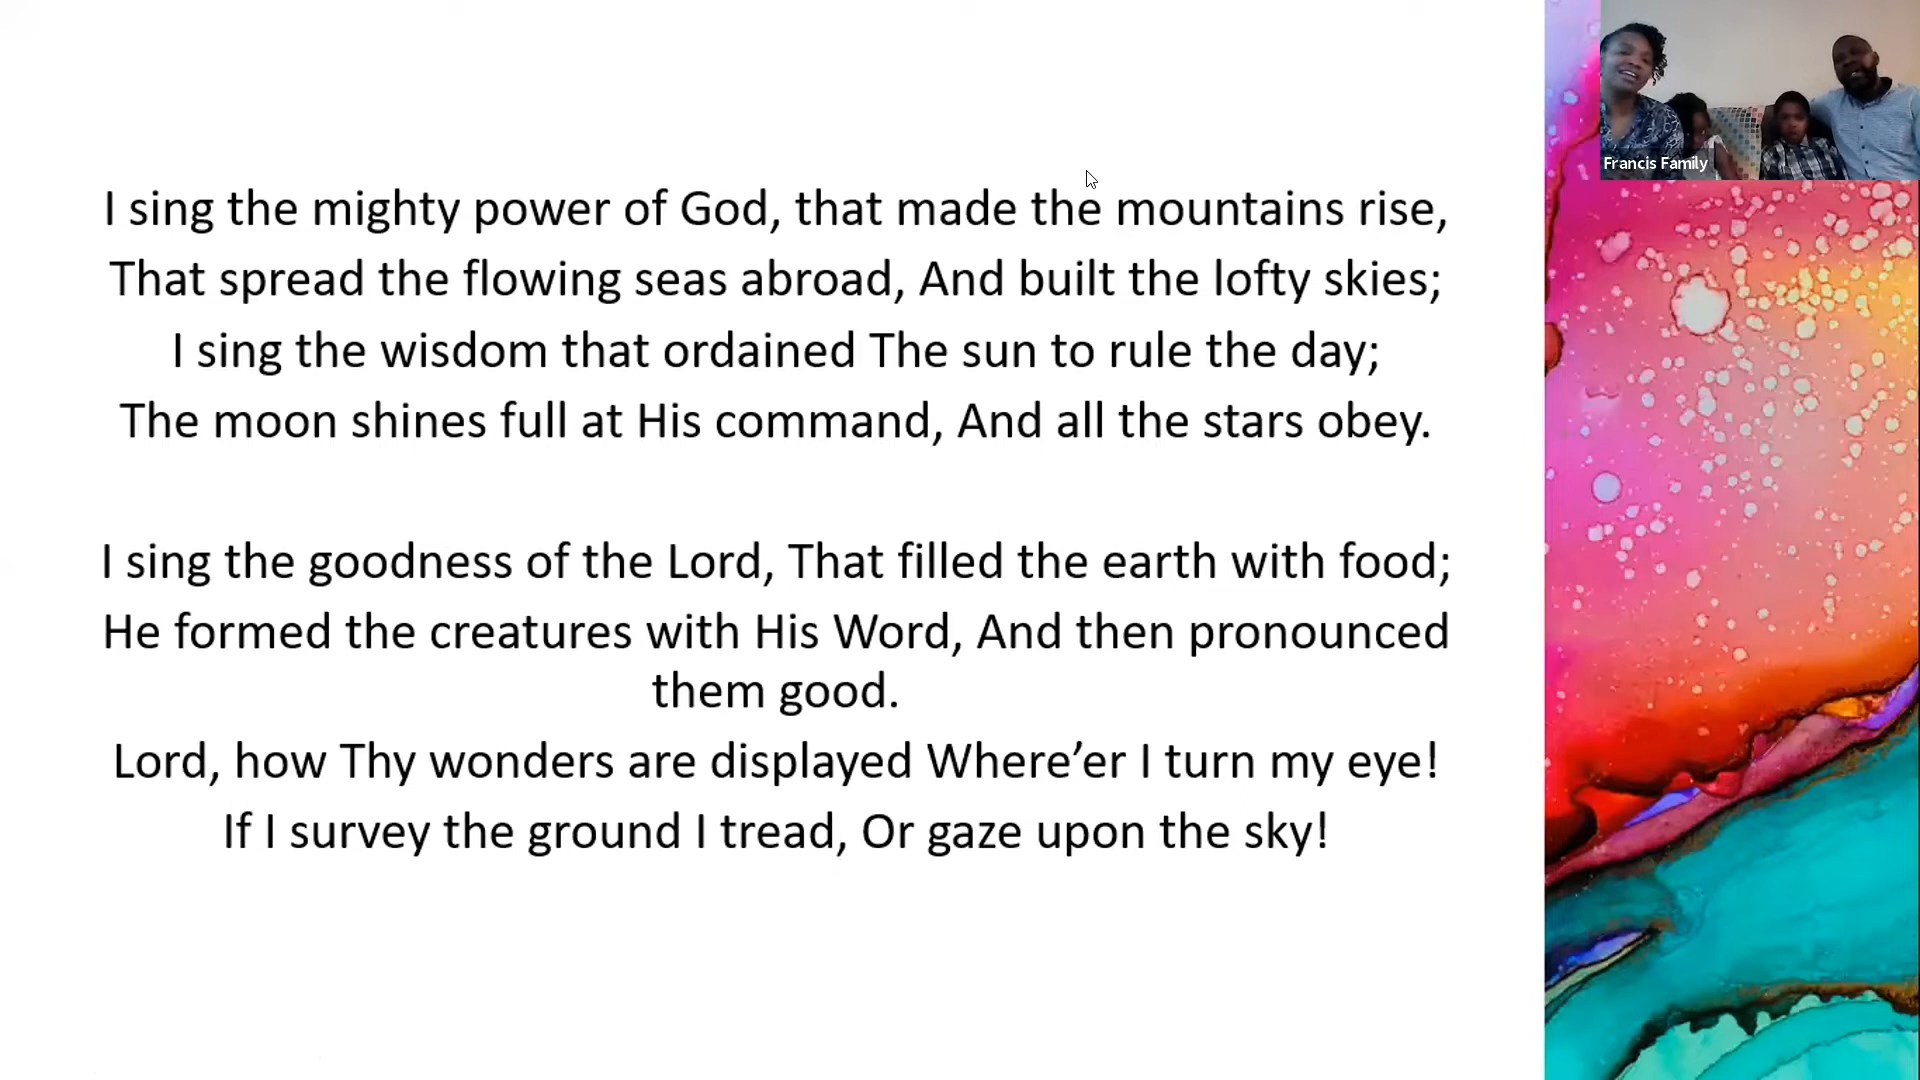 Francis Family
I sing the mighty power of God, that made the mountains rise,
That spread the flowing seas abroad, And built the lofty skies;
I sing the wisdom that ordained The sun to rule the day;
The moon shines full at His command, And all the stars obey.
I sing the goodness of the Lord, That filled the earth with food;
He formed the creatures with His Word, And then pronounced
them good.
Lord, how Thy wonders are displayed Where’er I turn my eye!
If I survey the ground I tread, Or gaze upon the sky!